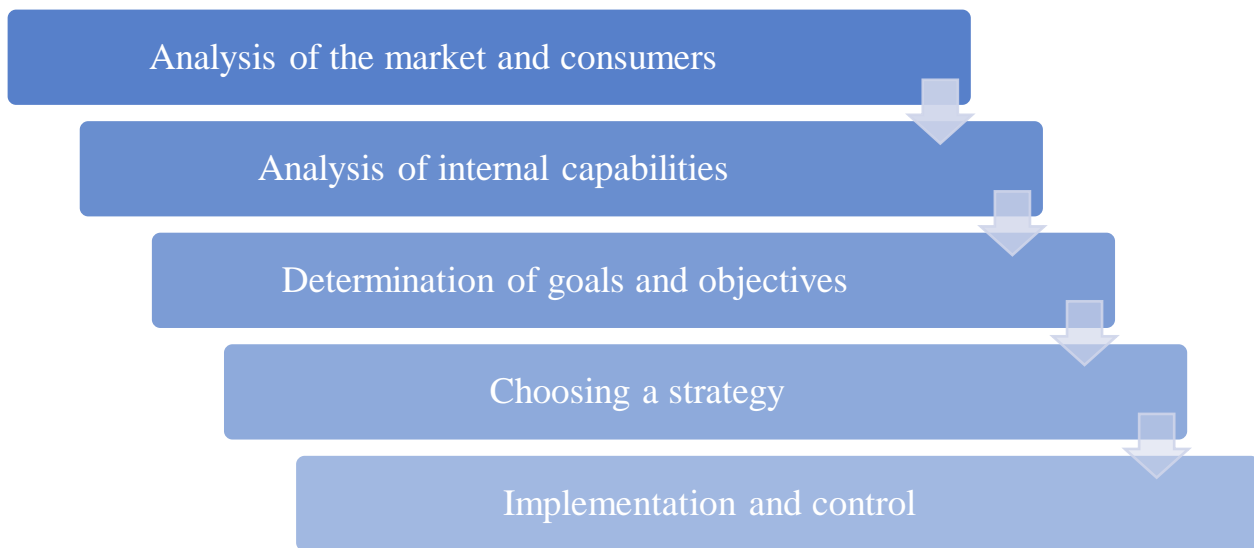 Analysis of the market and consumers
Analysis of internal capabilities
Determination of goals and objectives
Choosing a strategy
Implementation and control